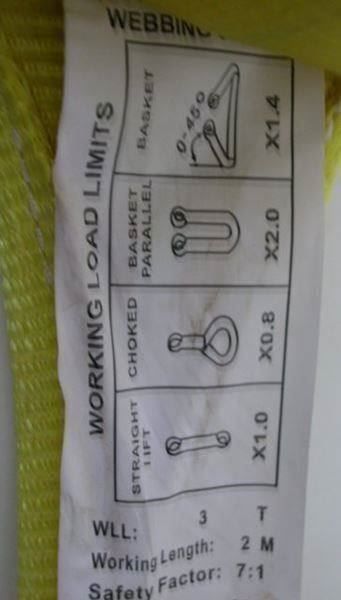 WEBBING
WORKING LOAD LIMITS
STRAIGHT
LIFT
X1.0
CHOKED
X0.8
BASKET
PARALLEL
X2.0
BASKET
0-450
X1.4
WLL: 3 T
Working Length: 2 M
Safety Factor: 7:1